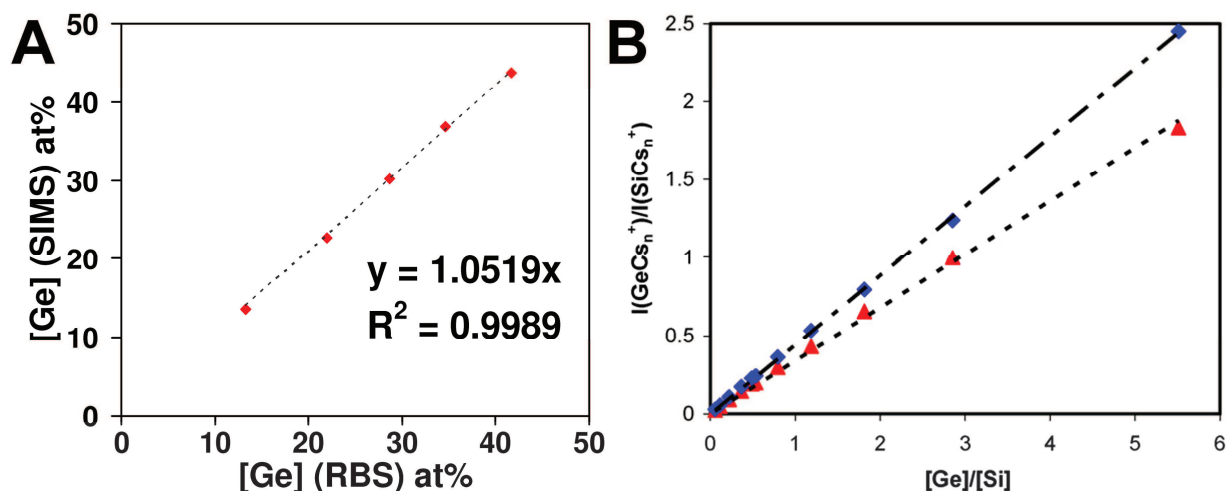 A
[Ge] (SIMS) at%
50
40
30
20
10
0
y = 1.0519x
R² = 0.9989
0 10 20 30 40 50
[Ge] (RBS) at%
B
I(GeCsₙ⁺)/I(SiCsₙ⁺)
2.5
2
1.5
1
0.5
0
0 1 2 3 4 5 6
[Ge]/[Si]